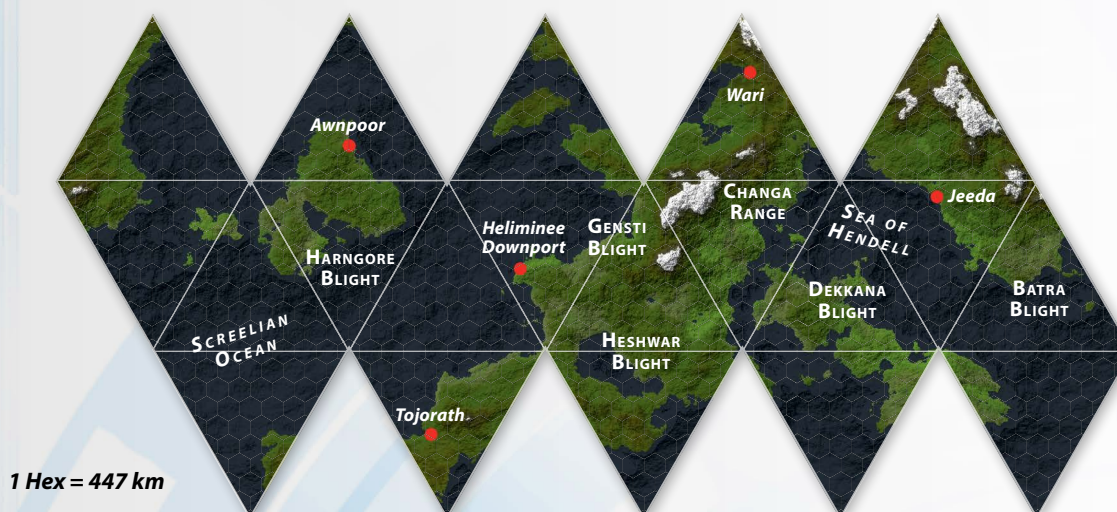 Awnpoor
Wari
Changa
Range
Jeeda
Sea of
Hendell
Heliminee
Downport
Gensti
Blight
Harngore
Blight
Dekkana
Blight
Batra
Blight
Screelian
Ocean
Heshwar
Blight
Tojorath
1 Hex = 447 km